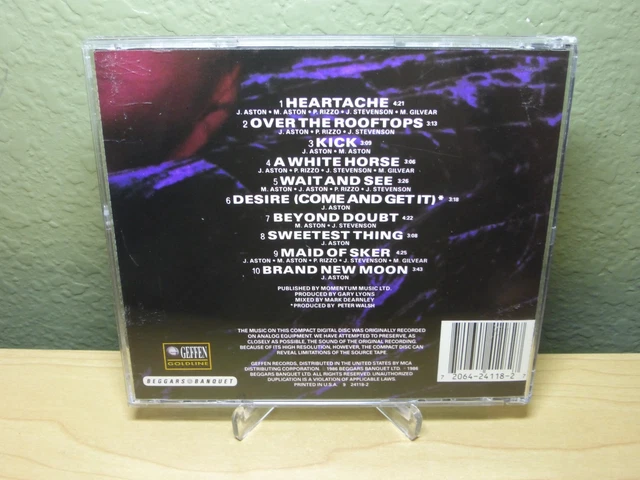 1 HEARTACHE 4:21
J. ASTON • M. ASTON • P. RIZZO • J. STEVENSON • M. GILVEAR
2 OVER THE ROOFTOPS 3:13
J. ASTON • P. RIZZO • J. STEVENSON
3 KICK 3:09
J. ASTON • M. ASTON
4 A WHITE HORSE 3:06
J. ASTON • P. RIZZO • J. STEVENSON • M. GILVEAR
5 WAIT AND SEE 3:26
M. ASTON • J. ASTON • P. RIZZO • J. STEVENSON
6 DESIRE (COME AND GET IT)* 3:18
J. ASTON
7 BEYOND DOUBT 4:22
M. ASTON • J. STEVENSON
8 SWEETEST THING 3:08
J. ASTON
9 MAID OF SKER 4:25
J. ASTON • M. ASTON • P. RIZZO • J. STEVENSON • M. GILVEAR
10 BRAND NEW MOON 3:43
J. ASTON
PUBLISHED BY MOMENTUM MUSIC LTD.
PRODUCED BY GARY LYONS
MIXED BY MARK DEARNLEY
*PRODUCED BY PETER WALSH
THE MUSIC ON THIS COMPACT DIGITAL DISC WAS ORIGINALLY RECORDED
ON ANALOG EQUIPMENT. WE HAVE ATTEMPTED TO PRESERVE, AS
CLOSELY AS POSSIBLE, THE SOUND OF THE ORIGINAL RECORDING
BECAUSE OF ITS HIGH RESOLUTION, HOWEVER, THE COMPACT DISC CAN
REVEAL LIMITATIONS OF THE SOURCE TAPE.
GEFFEN RECORDS, DISTRIBUTED IN THE UNITED STATES BY MCA
DISTRIBUTING CORPORATION. 1986 BEGGARS BANQUET LTD. 1986
BEGGARS BANQUET LTD. ALL RIGHTS RESERVED. UNAUTHORIZED
DUPLICATION IS A VIOLATION OF APPLICABLE LAWS.
PRINTED IN U.S.A. 9 24118-2
GEFFEN
GOLDLINE
BEGGARS BANQUET
7 20642-4118-2 7